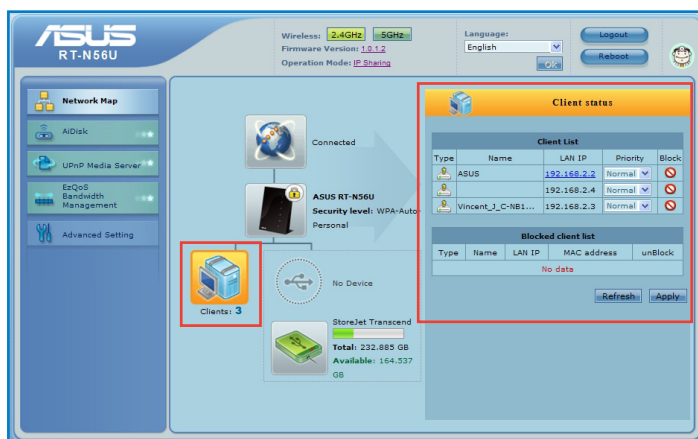 ASUS
RT-N56U
Wireless: 2.4GHz 5GHz
Firmware Version: 1.0.1.2
Operation Mode: IP Sharing
Language:
English
OK
Logout
Reboot
Network Map
AiDisk
UPnP Media Server
EzQoS
Bandwidth
Management
Advanced Setting
Connected
ASUS RT-N56U
Security level: WPA-Auto-
Personal
Clients: 3
No Device
StoreJet Transcend
Total: 232.885 GB
Available: 164.537
GB
Client status
Client List
Type Name LAN IP Priority Block
ASUS 192.168.2.2 Normal
192.168.2.4 Normal
Vincent_J_C-NB1... 192.168.2.3 Normal
Blocked client list
Type Name LAN IP MAC address unBlock
No data
Refresh Apply